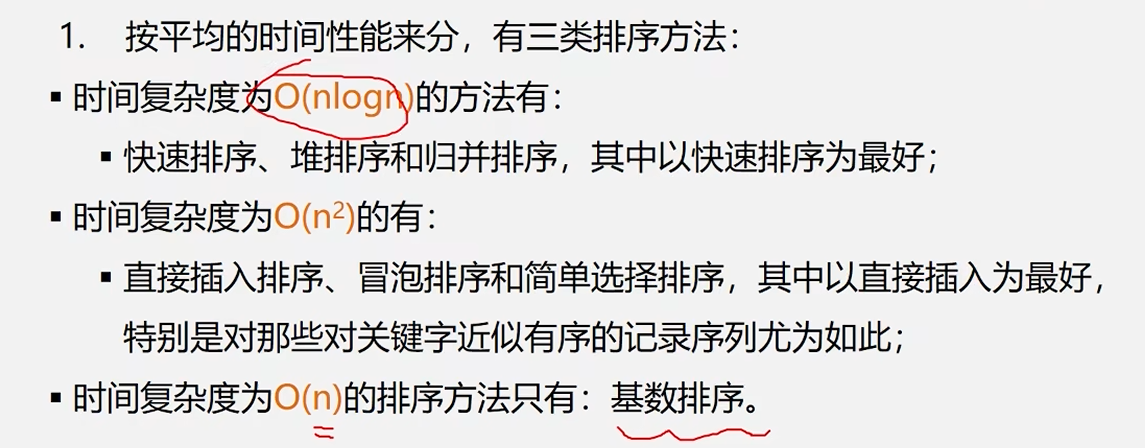 1. 按平均的时间性能来分，有三类排序方法：
▪ 时间复杂度为O(nlogn)的方法有：
▪ 快速排序、堆排序和归并排序，其中以快速排序为最好；
▪ 时间复杂度为O(n²)的有：
▪ 直接插入排序、冒泡排序和简单选择排序，其中以直接插入为最好，
特别是对那些对关键字近似有序的记录序列尤为如此；
▪ 时间复杂度为O(n)的排序方法只有：基数排序。